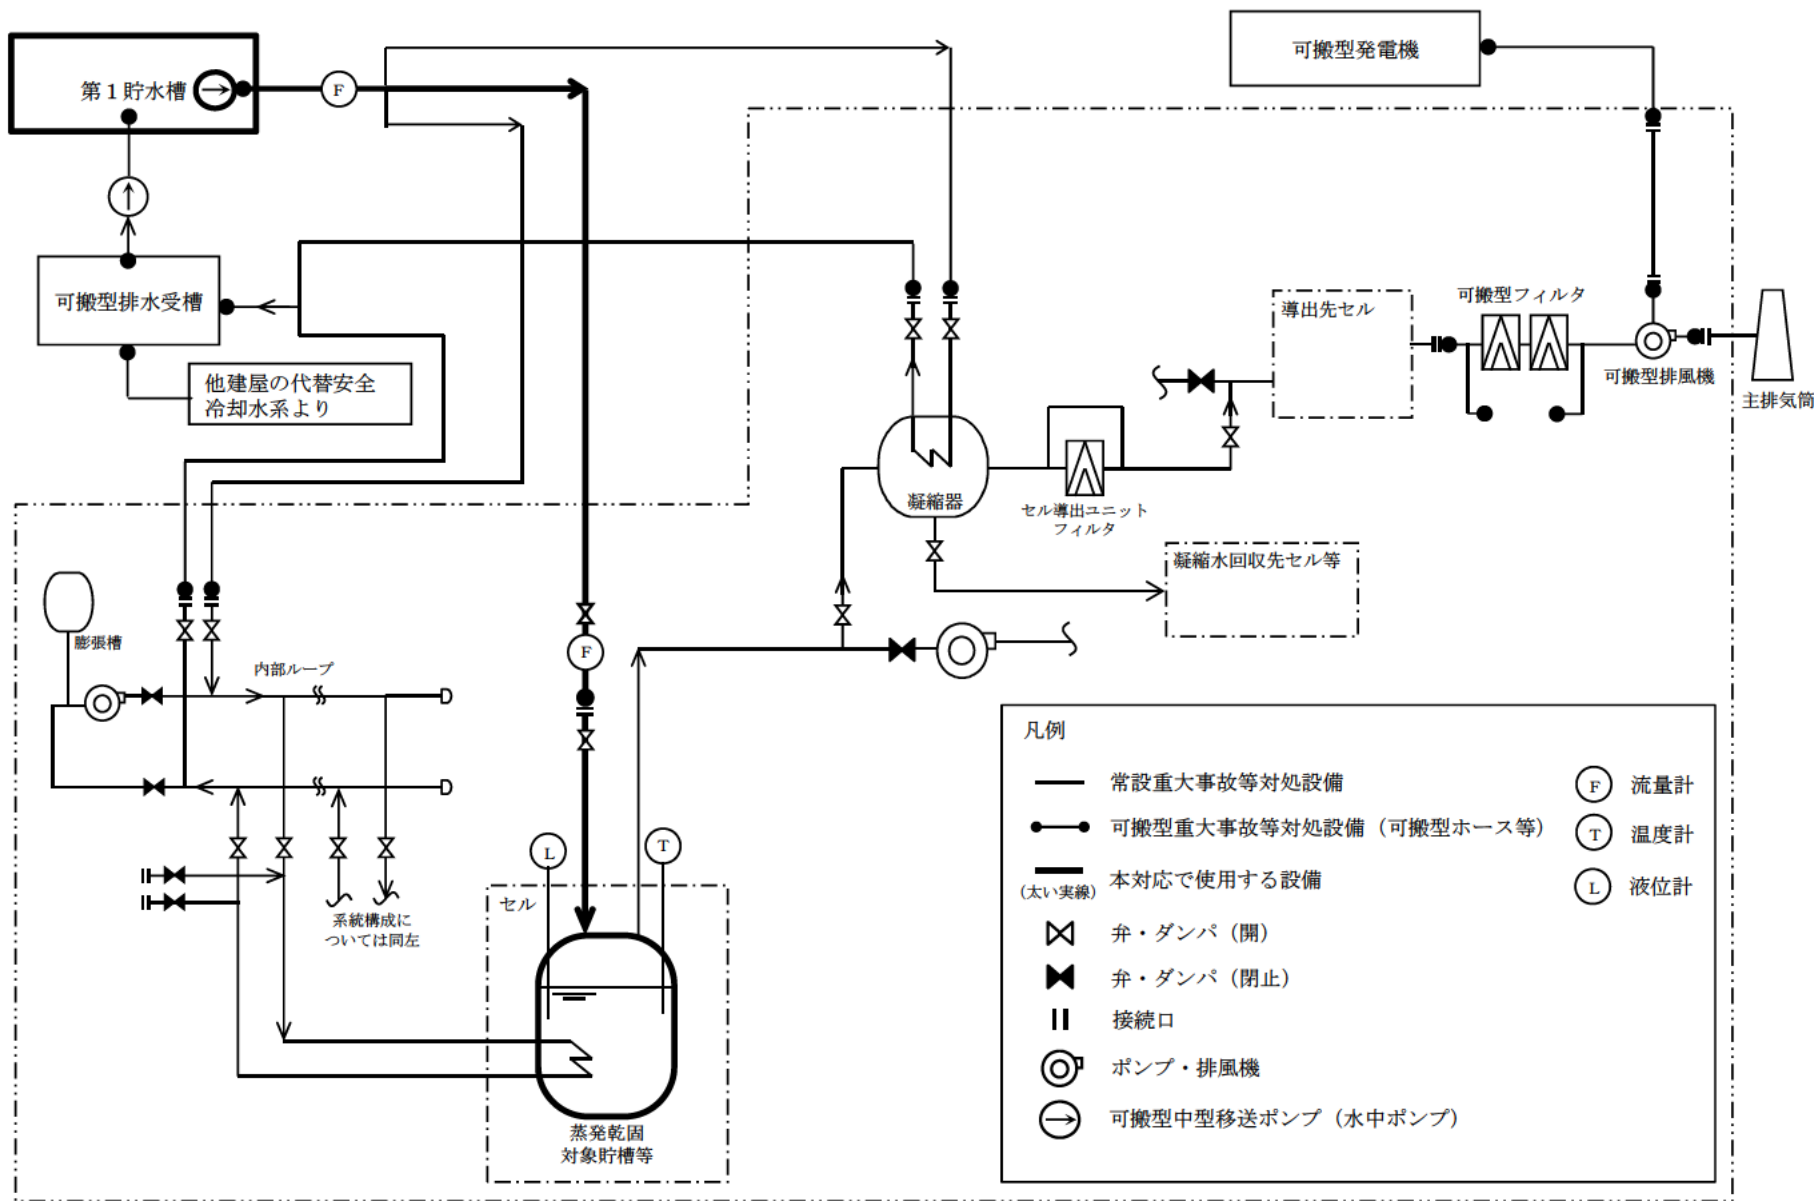 第１貯水槽
F
可搬型発電機
可搬型排水受槽
他建屋の代替安全
冷却水系より
導出先セル
可搬型フィルタ
可搬型排風機
主排気筒
凝縮器
セル導出ユニット
フィルタ
凝縮水回収先セル等
膨張槽
内部ループ
F
L
T
セル
系統構成に
ついては同左
蒸発乾固
対象貯槽等
凡例
常設重大事故等対処設備
可搬型重大事故等対処設備（可搬型ホース等）
本対応で使用する設備
（太い実線）
弁・ダンパ（開）
弁・ダンパ（閉止）
接続口
ポンプ・排風機
可搬型中型移送ポンプ（水中ポンプ）
F 流量計
T 温度計
L 液位計